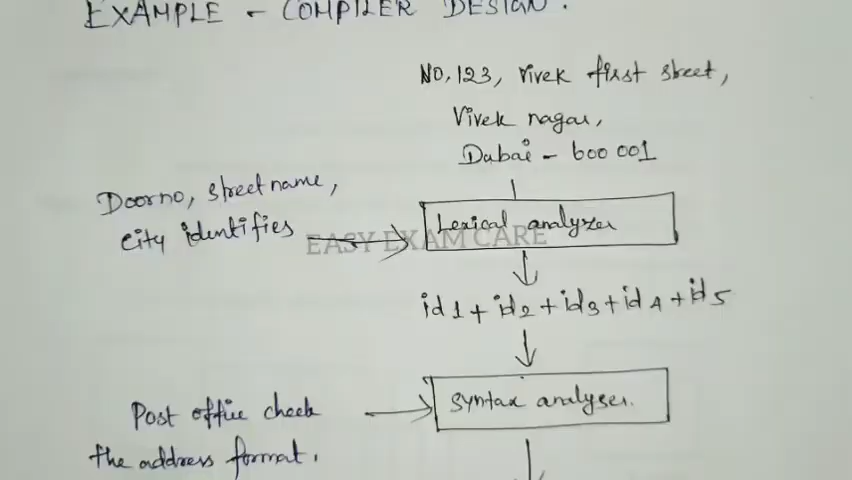 EXAMPLE - COMPILER DESIGN.
NO, 123, Vivek first street,
Vivek nagar,
Dubai - 600 001
Doorno, street name,
city identifies
Lexical analyzer
EASY EXAM CARE
id1 + id2 + id3 + id4 + id5
Syntax analyser.
Post office check
the address format.